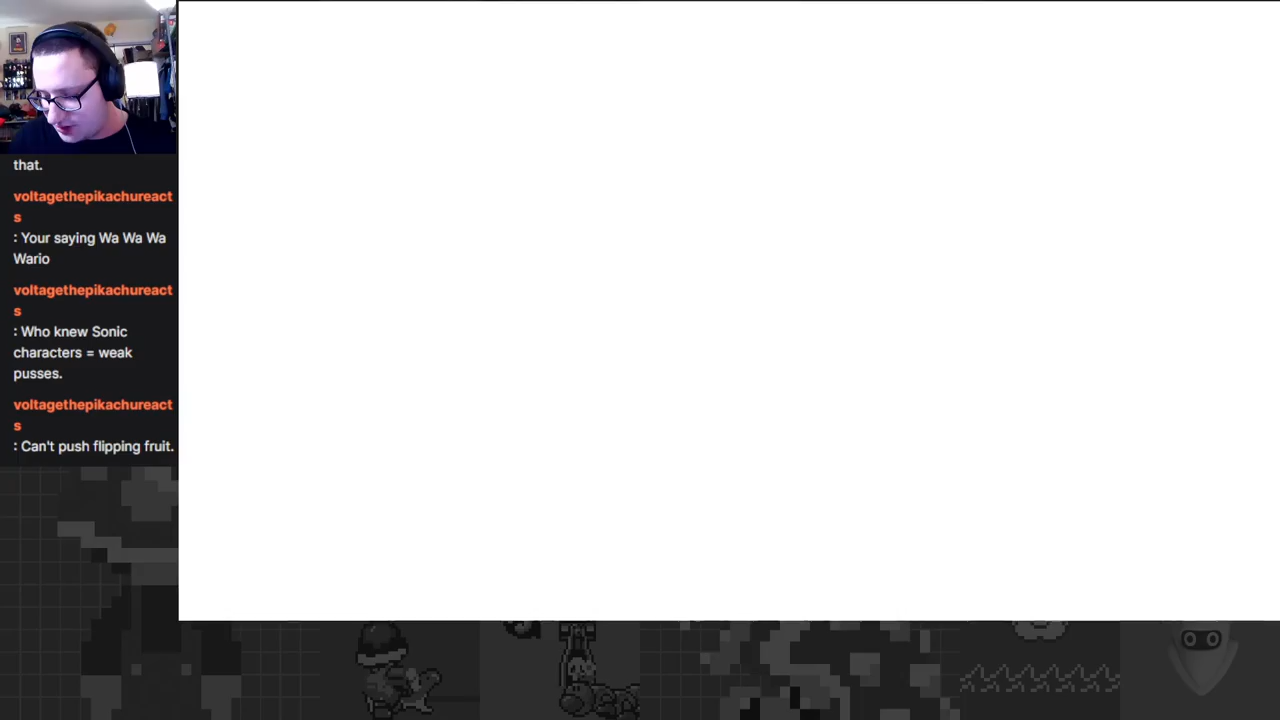 that.
voltagethepikachureact
s
: Your saying Wa Wa Wa
Wario
voltagethepikachureact
s
: Who knew Sonic
characters = weak
pusses.
voltagethepikachureact
s
: Can't push flipping fruit.